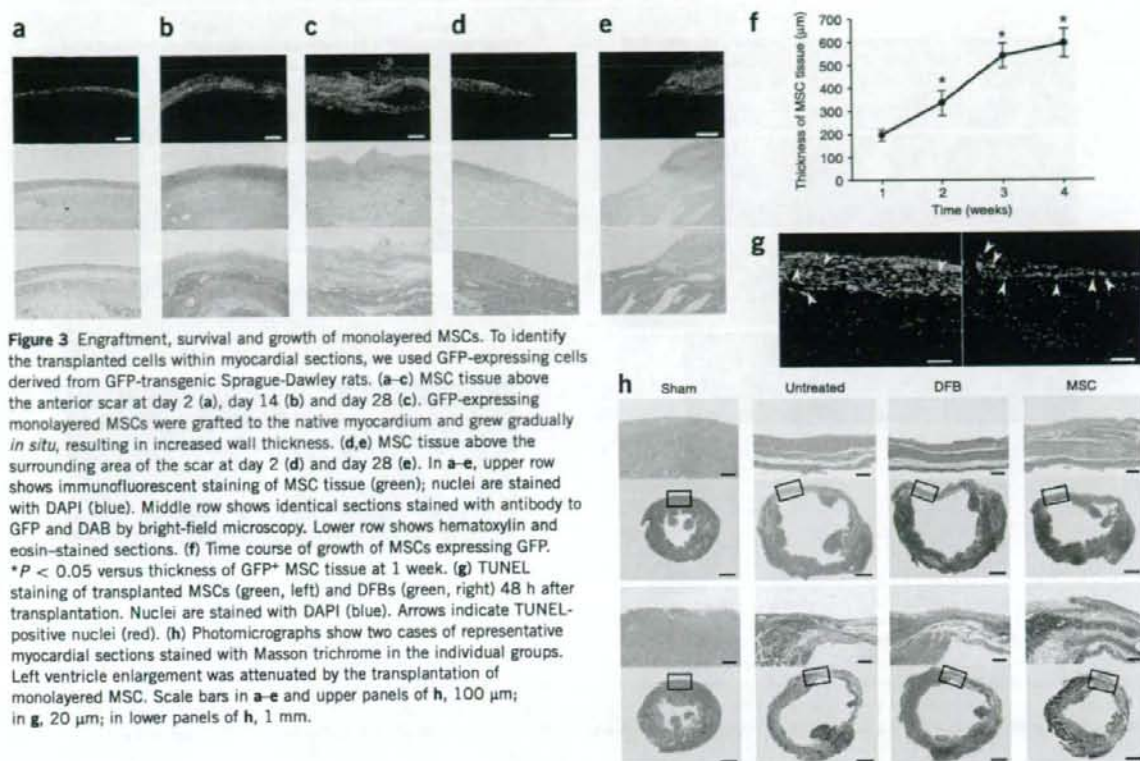 a
b
c
d
e
f
700
600
500
400
300
200
100
0
Thickness of MSC tissue (μm)
*
*
*
1
2
3
4
Time (weeks)
g
Figure 3 Engraftment, survival and growth of monolayered MSCs. To identify
the transplanted cells within myocardial sections, we used GFP-expressing cells
derived from GFP-transgenic Sprague-Dawley rats. (a–c) MSC tissue above
the anterior scar at day 2 (a), day 14 (b) and day 28 (c). GFP-expressing
monolayered MSCs were grafted to the native myocardium and grew gradually
in situ, resulting in increased wall thickness. (d,e) MSC tissue above the
surrounding area of the scar at day 2 (d) and day 28 (e). In a–e, upper row
shows immunofluorescent staining of MSC tissue (green); nuclei are stained
with DAPI (blue). Middle row shows identical sections stained with antibody to
GFP and DAB by bright-field microscopy. Lower row shows hematoxylin and
eosin–stained sections. (f) Time course of growth of MSCs expressing GFP.
*P < 0.05 versus thickness of GFP+ MSC tissue at 1 week. (g) TUNEL
staining of transplanted MSCs (green, left) and DFBs (green, right) 48 h after
transplantation. Nuclei are stained with DAPI (blue). Arrows indicate TUNEL-
positive nuclei (red). (h) Photomicrographs show two cases of representative
myocardial sections stained with Masson trichrome in the individual groups.
Left ventricle enlargement was attenuated by the transplantation of
monolayered MSC. Scale bars in a–e and upper panels of h, 100 μm;
in g, 20 μm; in lower panels of h, 1 mm.
h
Sham
Untreated
DFB
MSC